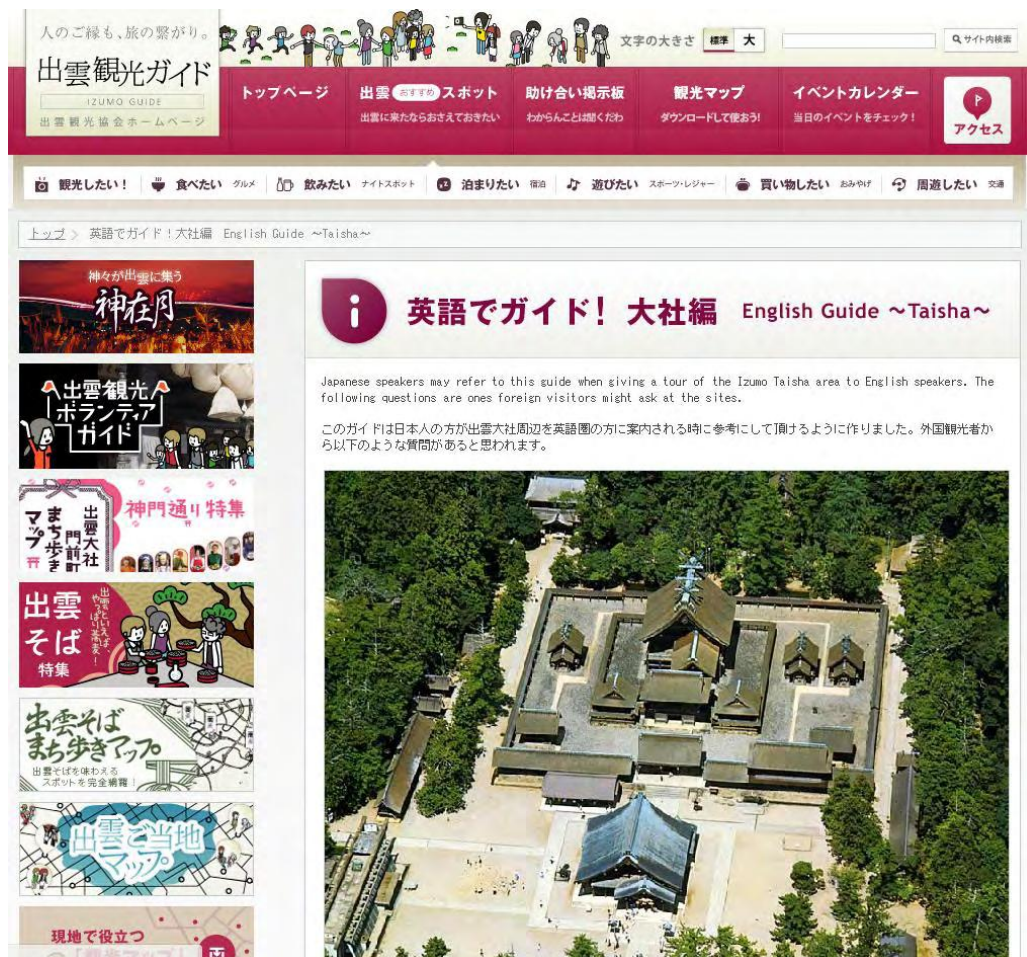 人のご縁も、旅の繋がり。
出雲観光ガイド
IZUMO GUIDE
出雲観光協会ホームページ
文字の大きさ 標準 大
サイト内検索
トップページ
出雲おすすめスポット
出雲に来たならおさえておきたい
助け合い掲示板
わからんことは聞くだわ
観光マップ
ダウンロードして使おう!
イベントカレンダー
当日のイベントをチェック!
アクセス
観光したい! 食べたい グルメ 飲みたい ナイトスポット 泊まりたい 宿泊 遊びたい スポーツ・レジャー 買い物したい おみやげ 周遊したい 交通
トップ > 英語でガイド!大社編 English Guide ~Taisha~
神々が出雲に集う
神在月
出雲観光
ボランティア
ガイド
出雲大社
門前町
まち歩き
マップ
神門通り特集
出雲
そば
特集
出雲といえば、
やっぱり蕎麦!
出雲そば
まち歩きマップ
出雲そばを味わえる
スポットを完全網羅!
出雲ご当地
マップ
現地で役立つ
i 英語でガイド! 大社編 English Guide ~Taisha~
Japanese speakers may refer to this guide when giving a tour of the Izumo Taisha area to English speakers. The
following questions are ones foreign visitors might ask at the sites.
このガイドは日本人の方が出雲大社周辺を英語圏の方に案内される時に参考にして頂けるように作りました。外国観光者か
ら以下のような質問があると思われます。